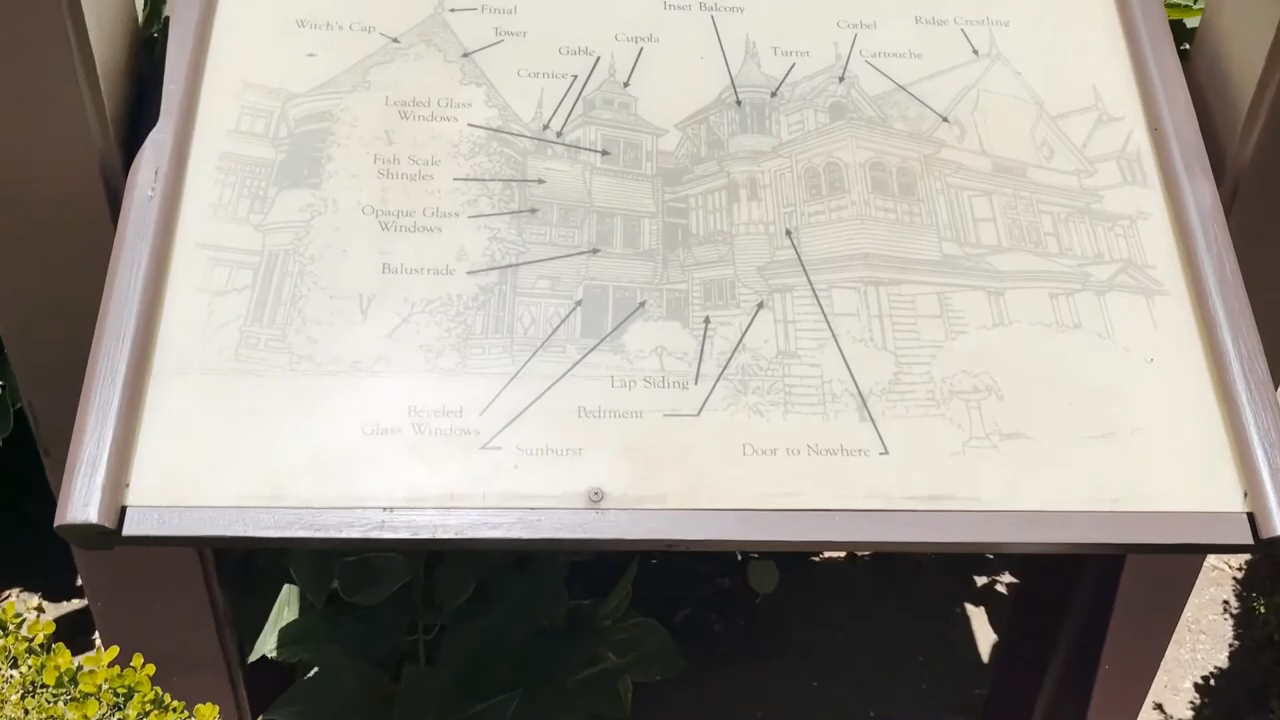 Finial
Inset Balcony
Witch's Cap
Tower
Cupola
Gable
Cornice
Turret
Corbel
Cartouche
Ridge Crestling
Leaded Glass
Windows
Fish Scale
Shingles
Opaque Glass
Windows
Balustrade
Lap Siding
Beveled
Glass Windows
Pediment
Sunburst
Door to Nowhere